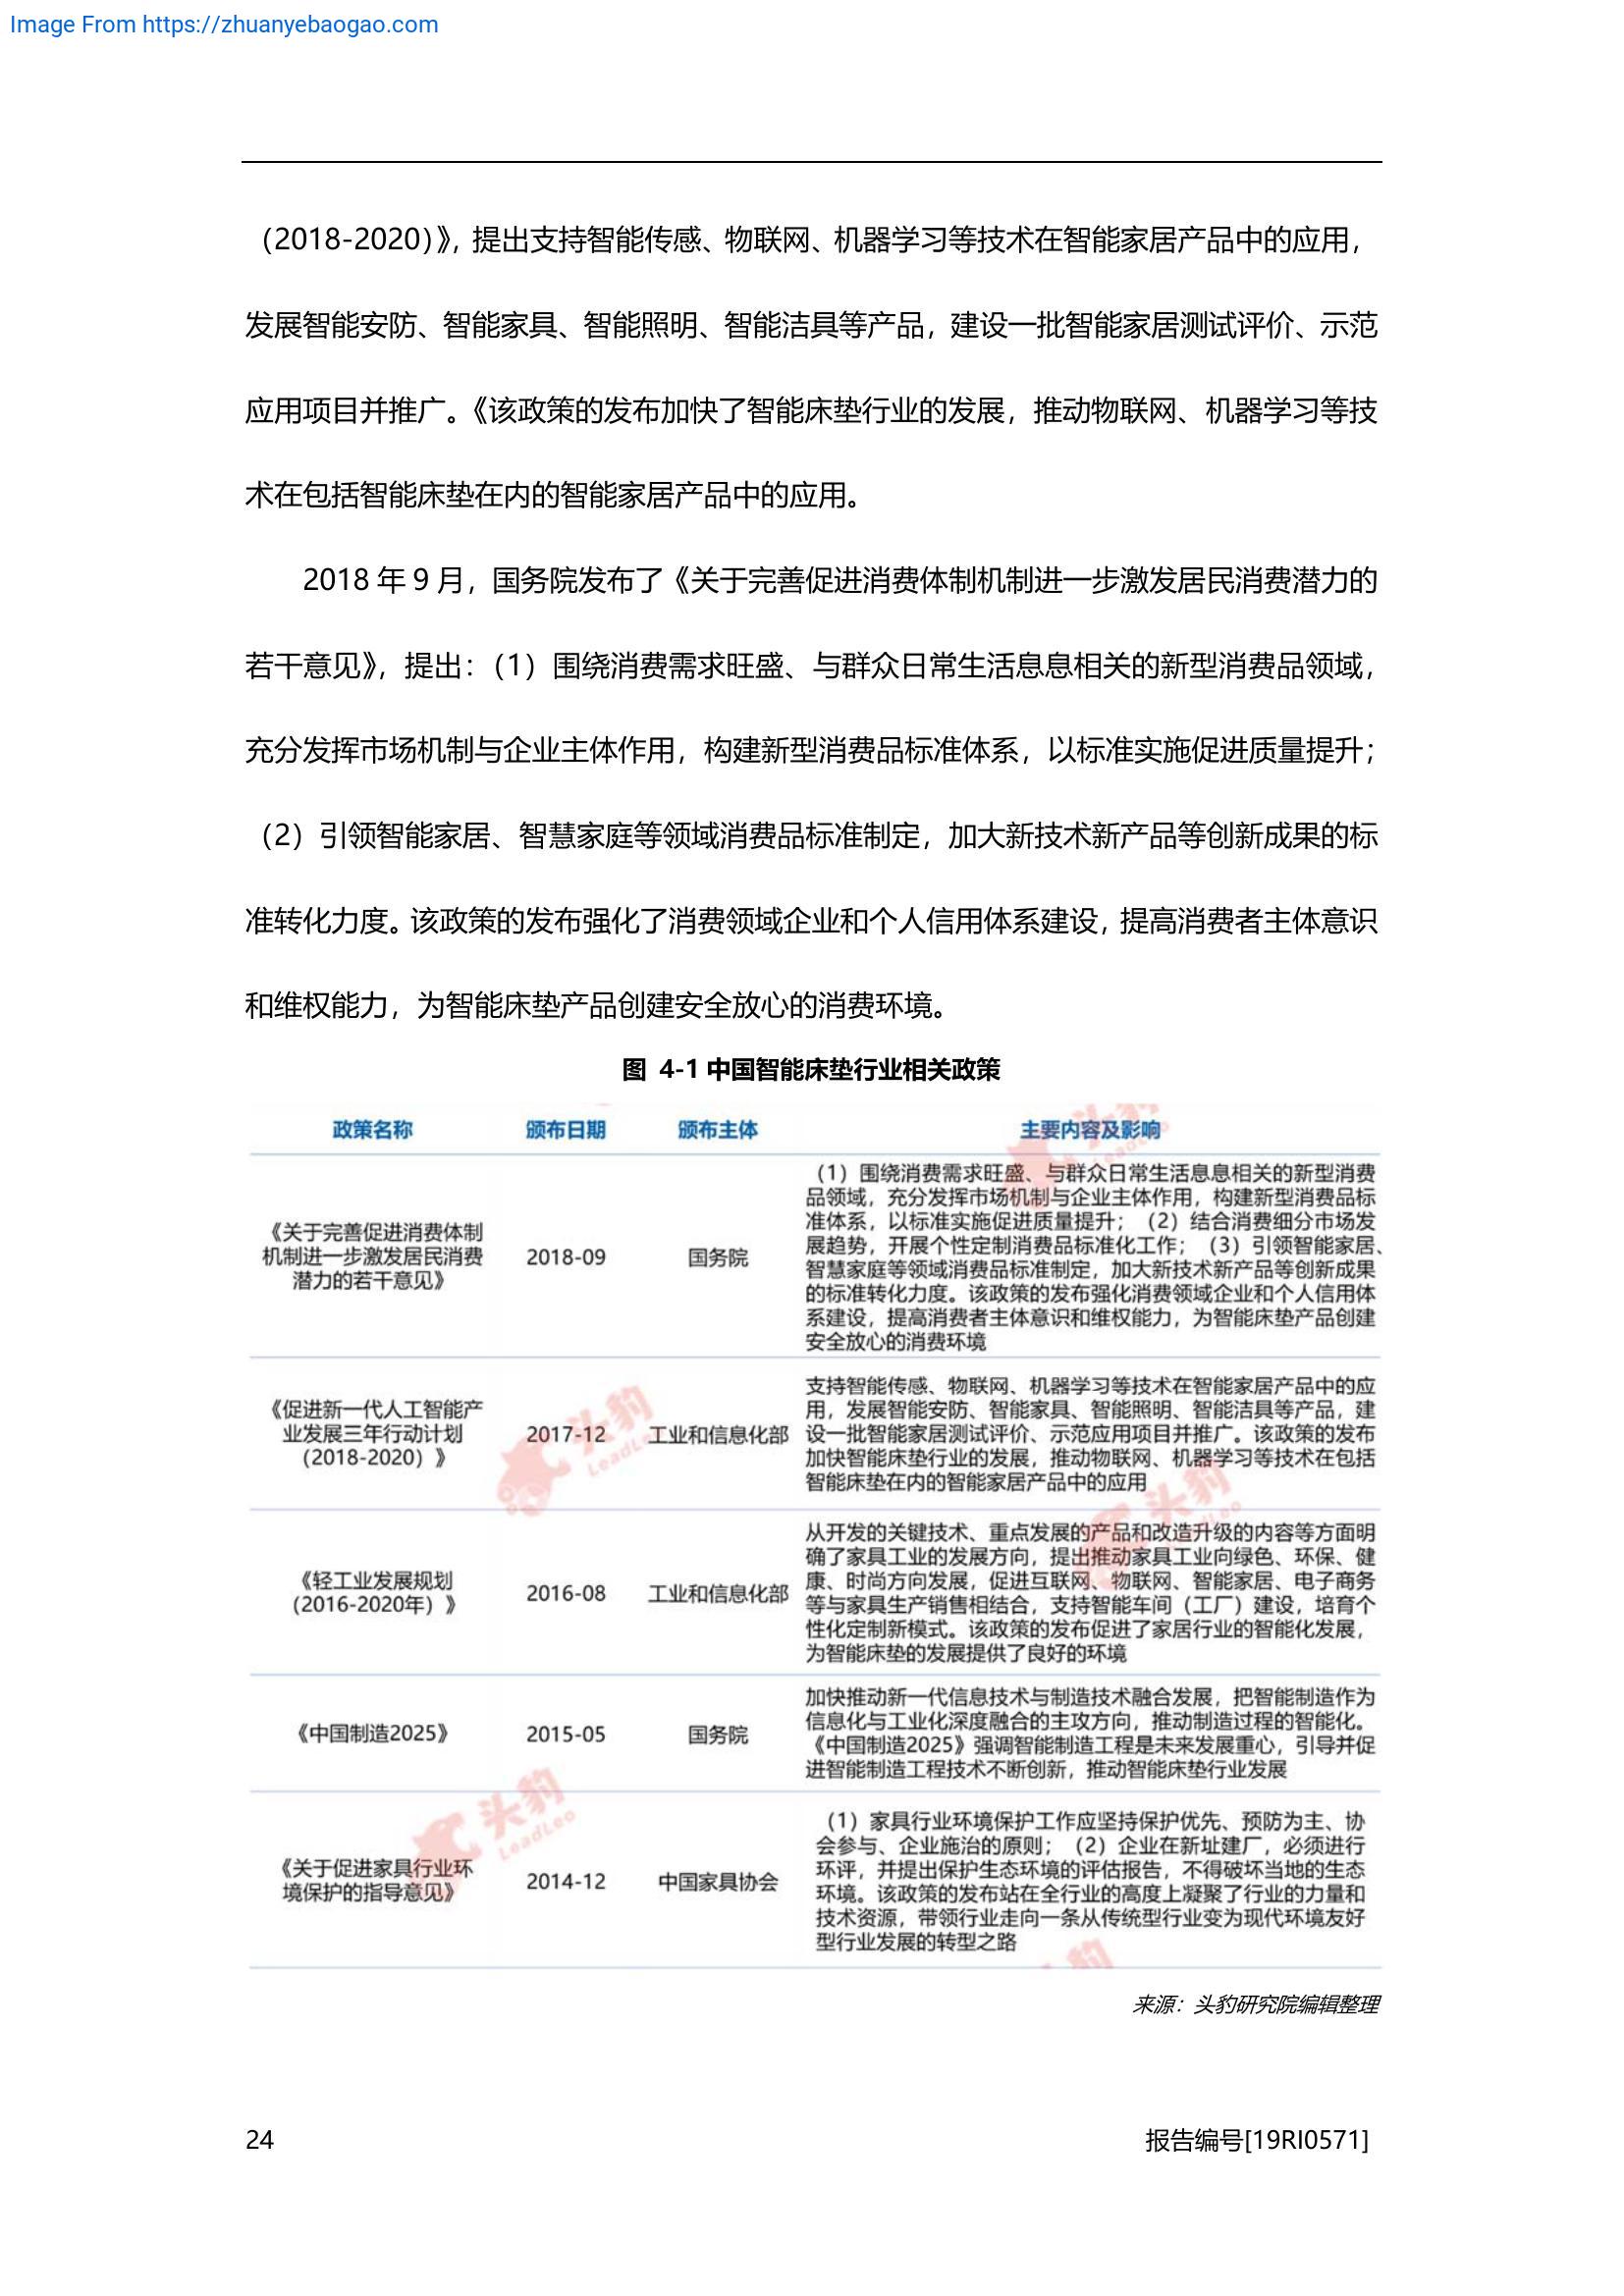 Image From https://zhuanyebaogao.com
（2018-2020）》，提出支持智能传感、物联网、机器学习等技术在智能家居产品中的应用，
发展智能安防、智能家具、智能照明、智能洁具等产品，建设一批智能家居测试评价、示范
应用项目并推广。《该政策的发布加快了智能床垫行业的发展，推动物联网、机器学习等技
术在包括智能床垫在内的智能家居产品中的应用。
2018 年 9 月，国务院发布了《关于完善促进消费体制机制进一步激发居民消费潜力的
若干意见》，提出：（1）围绕消费需求旺盛、与群众日常生活息息相关的新型消费品领域，
充分发挥市场机制与企业主体作用，构建新型消费品标准体系，以标准实施促进质量提升；
（2）引领智能家居、智慧家庭等领域消费品标准制定，加大新技术新产品等创新成果的标
准转化力度。该政策的发布强化了消费领域企业和个人信用体系建设，提高消费者主体意识
和维权能力，为智能床垫产品创建安全放心的消费环境。
图 4-1 中国智能床垫行业相关政策
政策名称 颁布日期 颁布主体 主要内容及影响
《关于完善促进消费体制
机制进一步激发居民消费
潜力的若干意见》
2018-09
国务院
（1）围绕消费需求旺盛、与群众日常生活息息相关的新型消费
品领域，充分发挥市场机制与企业主体作用，构建新型消费品标
准体系，以标准实施促进质量提升；（2）结合消费细分市场发
展趋势，开展个性定制消费品标准化工作；（3）引领智能家居、
智慧家庭等领域消费品标准制定，加大新技术新产品等创新成果
的标准转化力度。该政策的发布强化消费领域企业和个人信用体
系建设，提高消费者主体意识和维权能力，为智能床垫产品创建
安全放心的消费环境
《促进新一代人工智能产
业发展三年行动计划
（2018-2020）》
2017-12
工业和信息化部
支持智能传感、物联网、机器学习等技术在智能家居产品中的应
用，发展智能安防、智能家具、智能照明、智能洁具等产品，建
设一批智能家居测试评价、示范应用项目并推广。该政策的发布
加快智能床垫行业的发展，推动物联网、机器学习等技术在包括
智能床垫在内的智能家居产品中的应用
《轻工业发展规划
（2016-2020年）》
2016-08
工业和信息化部
从开发的关键技术、重点发展的产品和改造升级的内容等方面明
确了家具工业的发展方向，提出推动家具工业向绿色、环保、健
康、时尚方向发展，促进互联网、物联网、智能家居、电子商务
等与家具生产销售相结合，支持智能车间（工厂）建设，培育个
性化定制新模式。该政策的发布促进了家居行业的智能化发展，
为智能床垫的发展提供了良好的环境
《中国制造2025》
2015-05
国务院
加快推动新一代信息技术与制造技术融合发展，把智能制造作为
信息化与工业化深度融合的主攻方向，推动制造过程的智能化。
《中国制造2025》强调智能制造工程是未来发展重心，引导并促
进智能制造工程技术不断创新，推动智能床垫行业发展
《关于促进家具行业环
境保护的指导意见》
2014-12
中国家具协会
（1）家具行业环境保护工作应坚持保护优先、预防为主、协
会参与、企业施治的原则；（2）企业在新址建厂，必须进行
环评，并提出保护生态环境的评估报告，不得破坏当地的生态
环境。该政策的发布站在全行业的高度上凝聚了行业的力量和
技术资源，带领行业走向一条从传统型行业变为现代环境友好
型行业发展的转型之路
头豹
LeadLeo
头豹
LeadLeo
头豹
LeadLeo
头豹
LeadLeo
来源：头豹研究院编辑整理
24
报告编号[19RI0571]